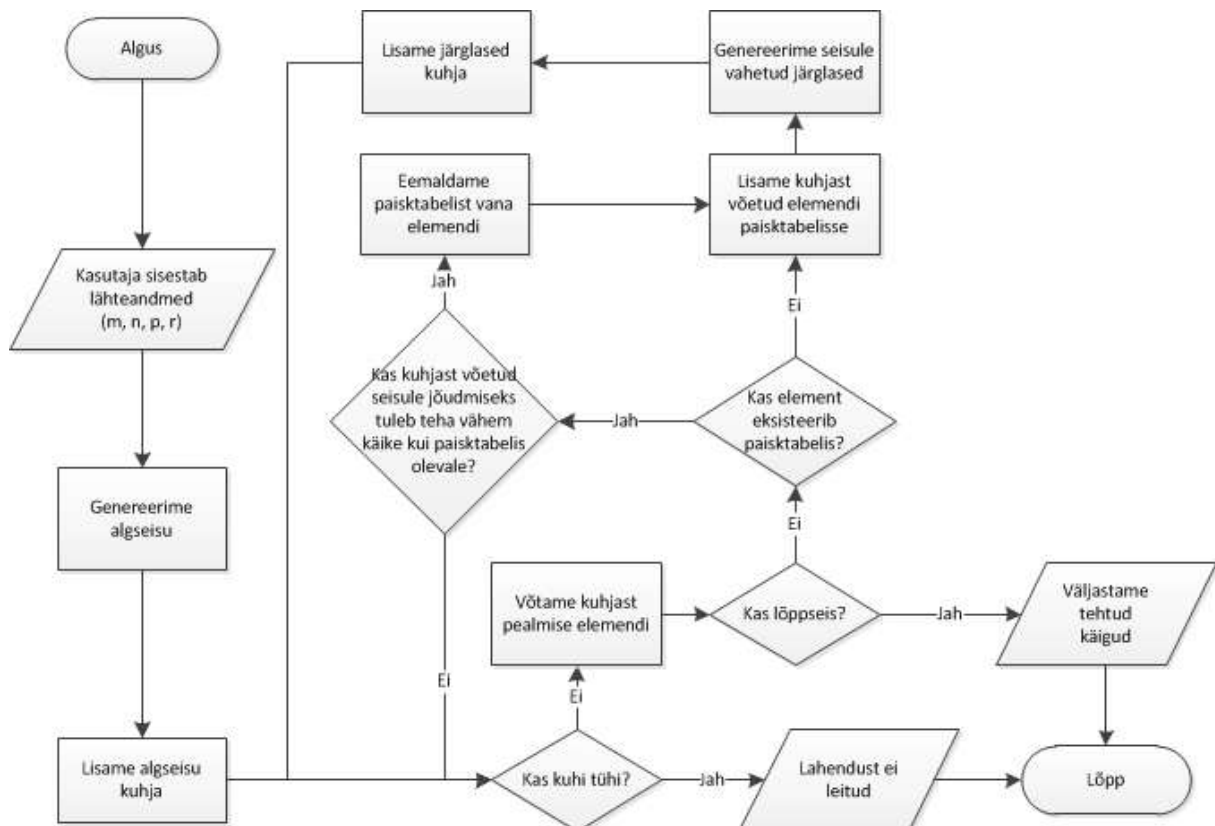 Algus
Lisame järglased
kuhja
Genereerime seisule
vahetud järglased
Eemaldame
paisktabelist vana
elemendi
Lisame kuhjast
võetud elemendi
paisktabelisse
Jah
Ei
Kasutaja sisestab
lähteandmed
(m, n, p, r)
Kas kuhjast võetud
seisule jõudmiseks
tuleb teha vähem
käike kui paisktabelis
olevale?
Jah
Kas element
eksisteerib
paisktabelis?
Genereerime
algseisu
Ei
Võtame kuhjast
pealmise elemendi
Kas lõppseis?
Jah
Väljastame
tehtud
käigud
Ei
Ei
Lisame algseisu
kuhja
Kas kuhi tühi?
Jah
Lahendust ei
leitud
Lõpp